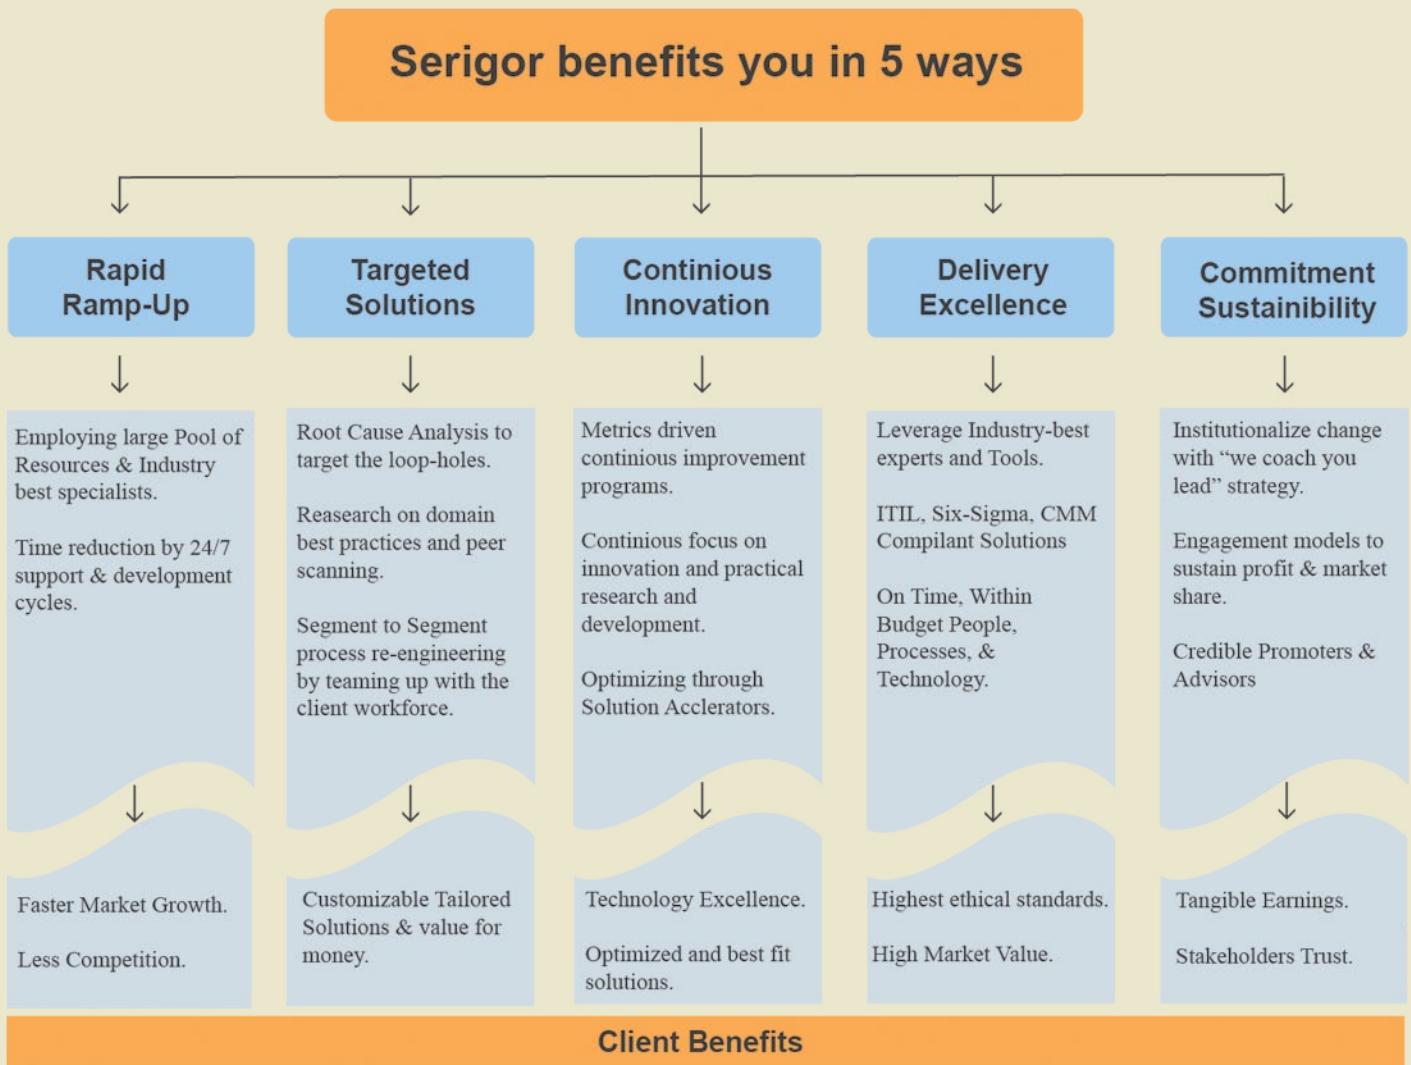 Serigor benefits you in 5 ways
Rapid
Ramp-Up
Targeted
Solutions
Continious
Innovation
Delivery
Excellence
Commitment
Sustainibility
Employing large Pool of
Resources & Industry
best specialists.
Time reduction by 24/7
support & development
cycles.
Root Cause Analysis to
target the loop-holes.
Reasearch on domain
best practices and peer
scanning.
Segment to Segment
process re-engineering
by teaming up with the
client workforce.
Metrics driven
continious improvement
programs.
Continious focus on
innovation and practical
research and
development.
Optimizing through
Solution Acclerators.
Leverage Industry-best
experts and Tools.
ITIL, Six-Sigma, CMM
Compilant Solutions
On Time, Within
Budget People,
Processes, &
Technology.
Institutionalize change
with “we coach you
lead” strategy.
Engagement models to
sustain profit & market
share.
Credible Promoters &
Advisors
Faster Market Growth.
Less Competition.
Customizable Tailored
Solutions & value for
money.
Technology Excellence.
Optimized and best fit
solutions.
Highest ethical standards.
High Market Value.
Tangible Earnings.
Stakeholders Trust.
Client Benefits